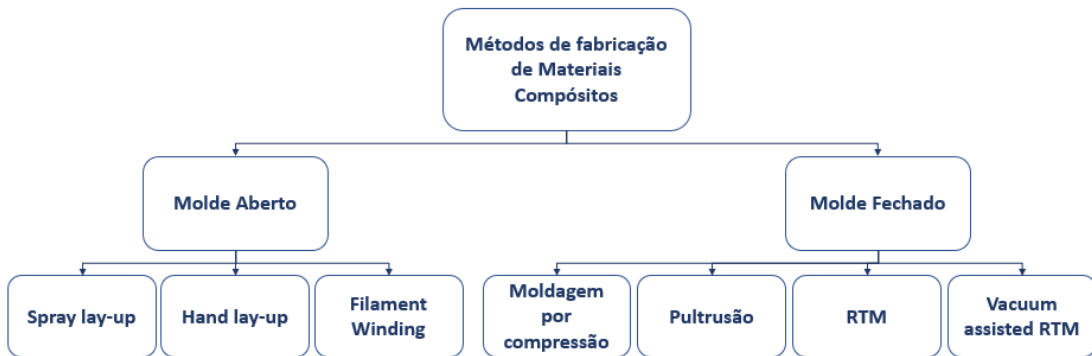 Métodos de fabricação
de Materiais
Compósitos
Molde Aberto
Molde Fechado
Spray lay-up
Hand lay-up
Filament
Winding
Moldagem
por
compressão
Pultrusão
RTM
Vacuum
assisted RTM